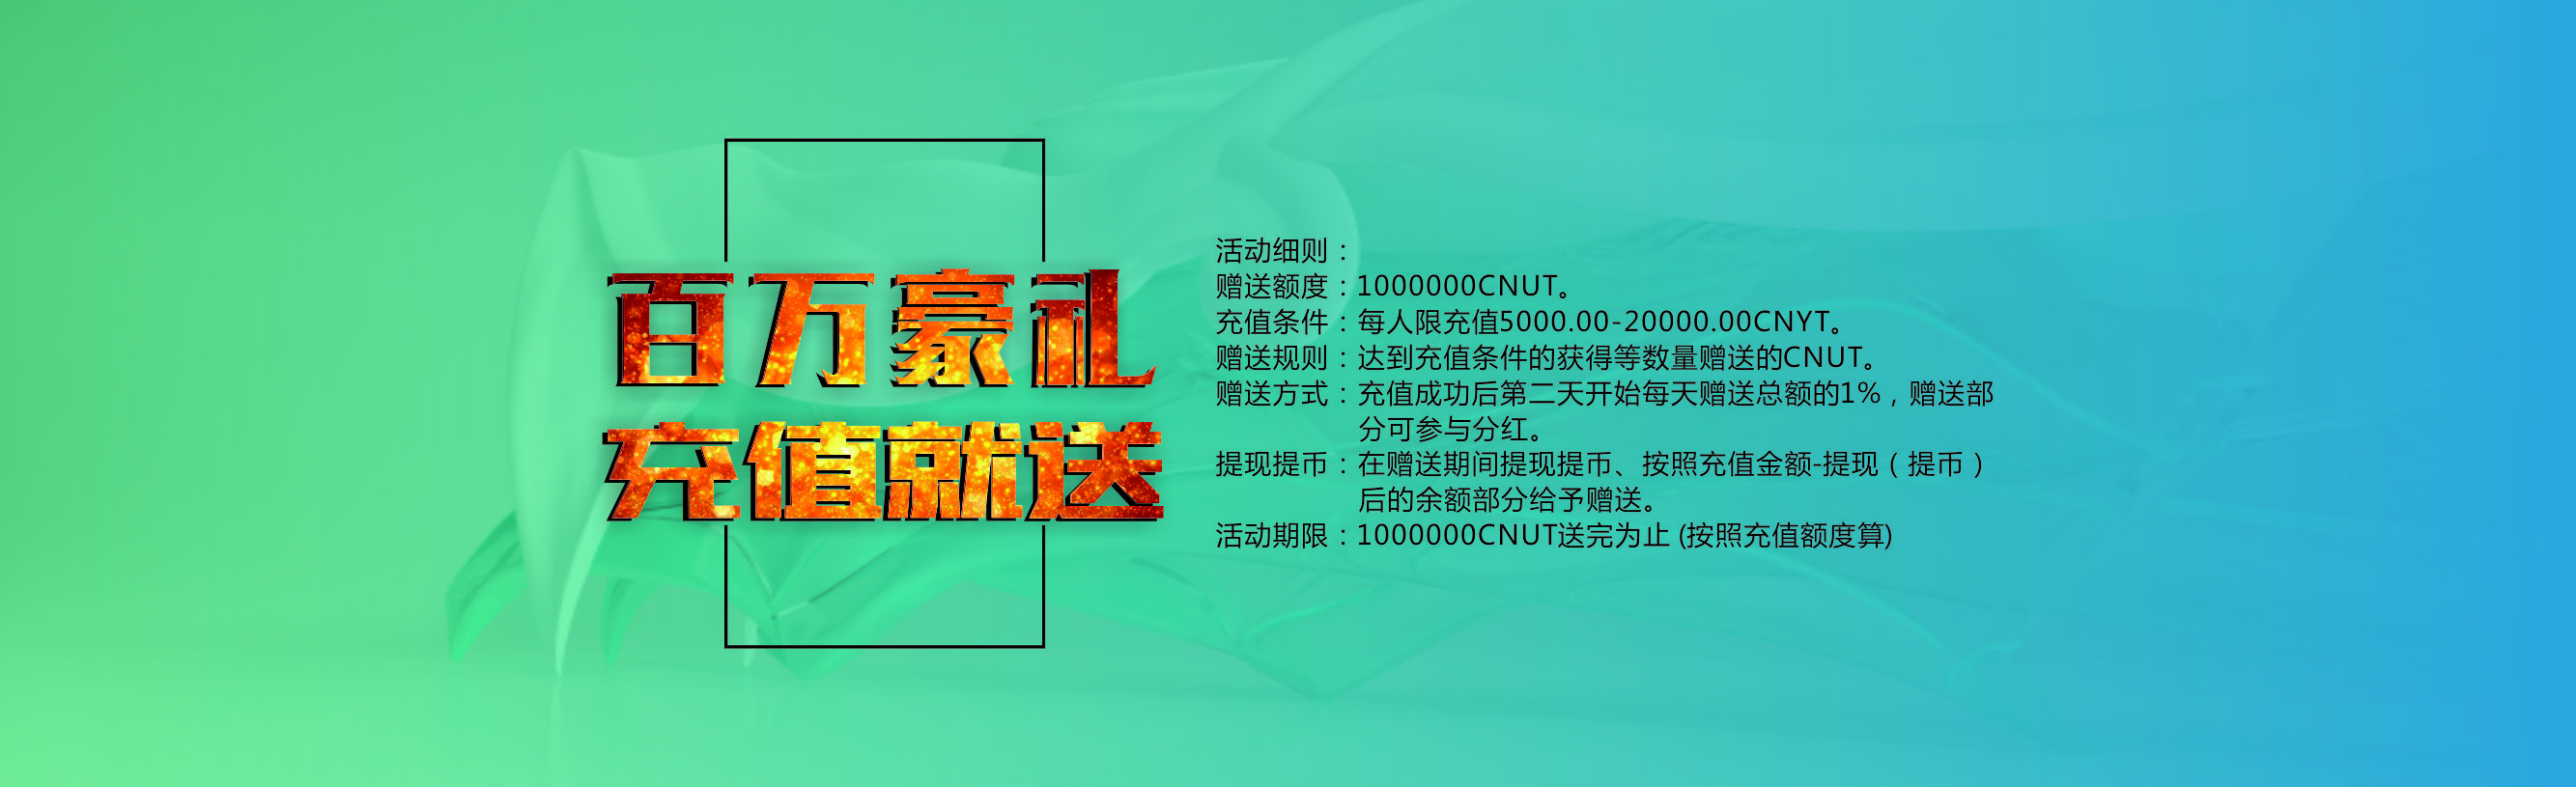 百万豪礼
充值就送
活动细则：
赠送额度：1000000CNUT。
充值条件：每人限充值5000.00-20000.00CNYT。
赠送规则：达到充值条件的获得等数量赠送的CNUT。
赠送方式：充值成功后第二天开始每天赠送总额的1%，赠送部
分可参与分红。
提现提币：在赠送期间提现提币、按照充值金额-提现（提币）
后的余额部分给予赠送。
活动期限：1000000CNUT送完为止 (按照充值额度算)